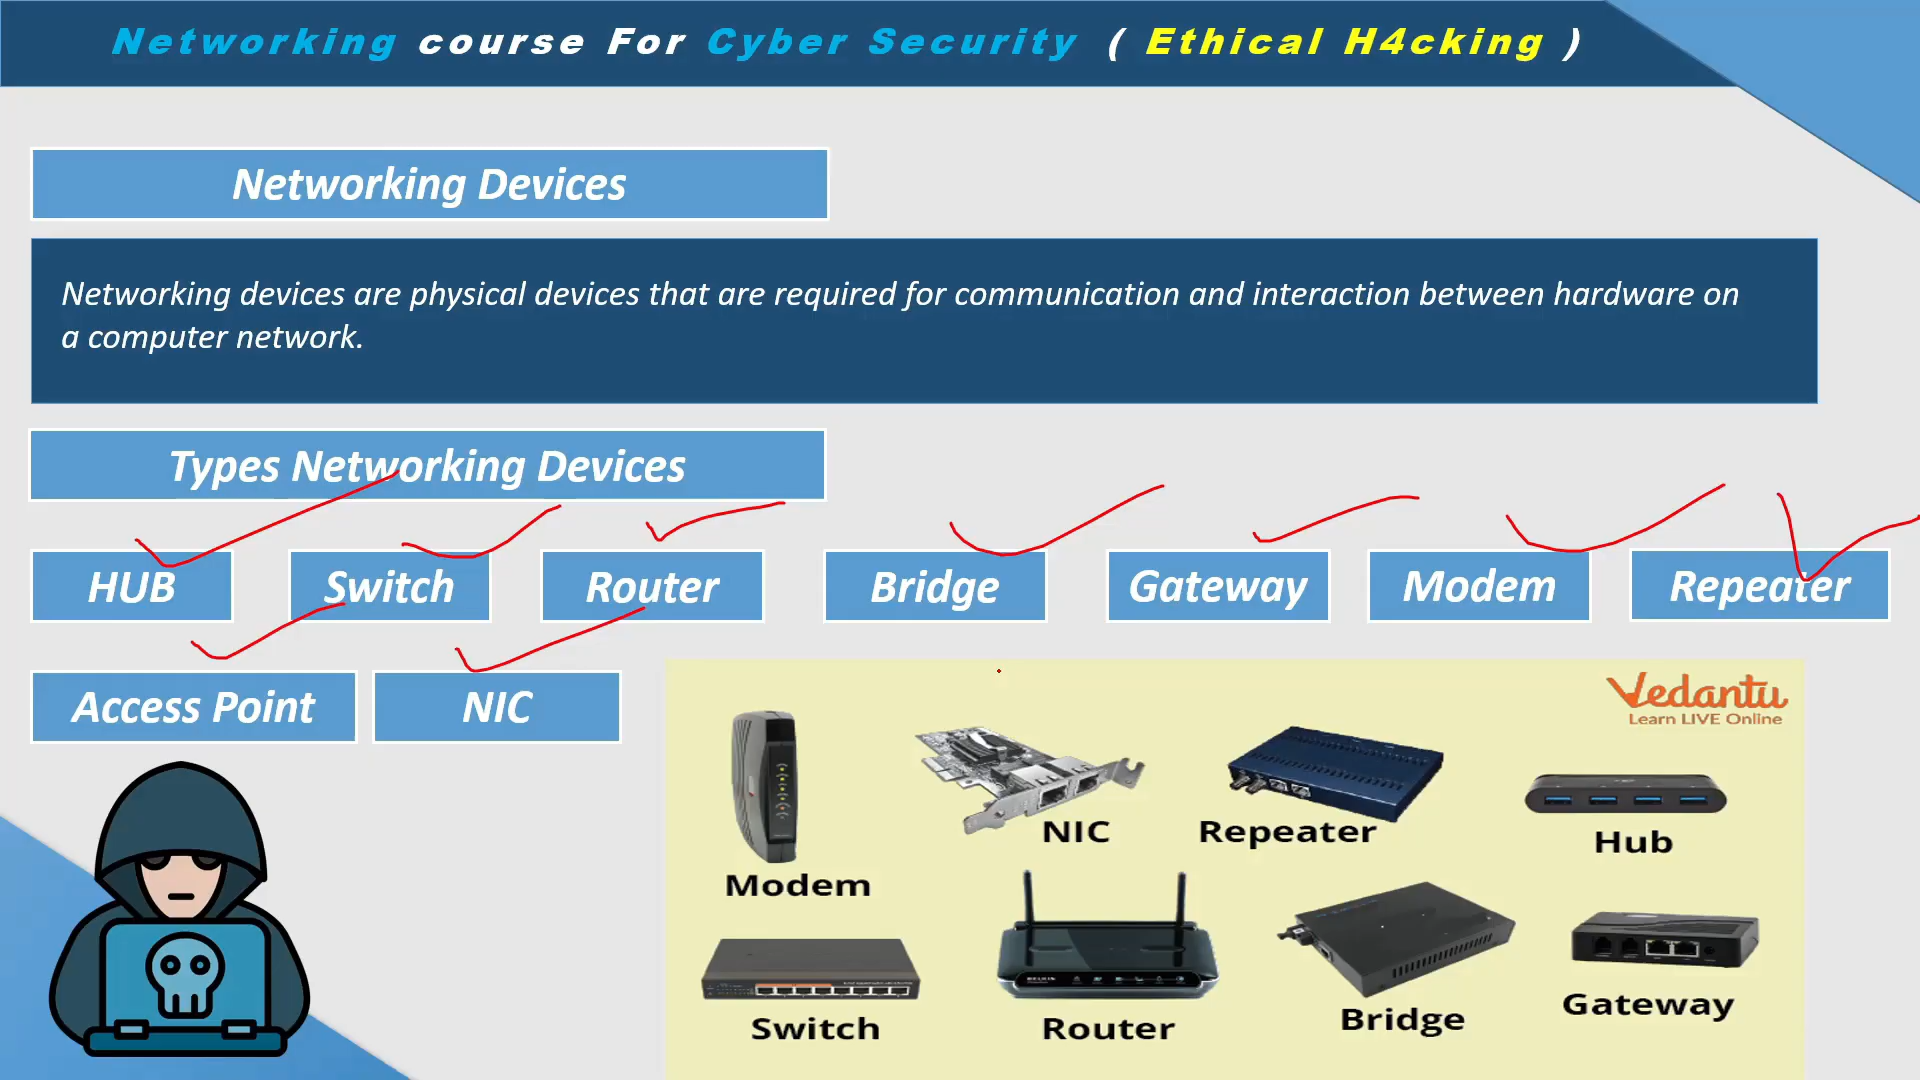 Networking course For Cyber Security ( Ethical H4cking )
Networking Devices
Networking devices are physical devices that are required for communication and interaction between hardware on
a computer network.
Types Networking Devices
HUB
Switch
Router
Bridge
Gateway
Modem
Repeater
Access Point
NIC
Vedantu
Learn LIVE Online
Modem
NIC
Repeater
Hub
Switch
BELKIN
Router
Bridge
Gateway